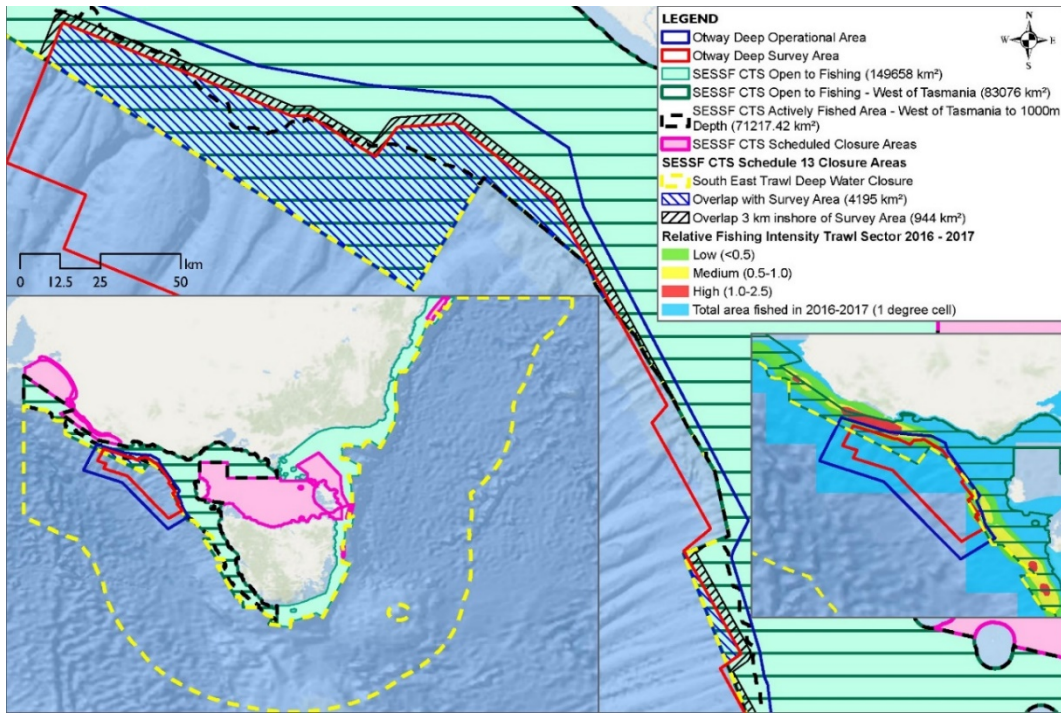 LEGEND
Otway Deep Operational Area
Otway Deep Survey Area
SESSF CTS Open to Fishing (149658 km²)
SESSF CTS Open to Fishing - West of Tasmania (83076 km²)
SESSF CTS Actively Fished Area - West of Tasmania to 1000m
Depth (71217.42 km²)
SESSF CTS Scheduled Closure Areas
SESSF CTS Schedule 13 Closure Areas
South East Trawl Deep Water Closure
Overlap with Survey Area (4195 km²)
Overlap 3 km inshore of Survey Area (944 km²)
Relative Fishing Intensity Trawl Sector 2016 - 2017
Low (<0.5)
Medium (0.5-1.0)
High (1.0-2.5)
Total area fished in 2016-2017 (1 degree cell)
N
W E
S
km
0 12.5 25 50